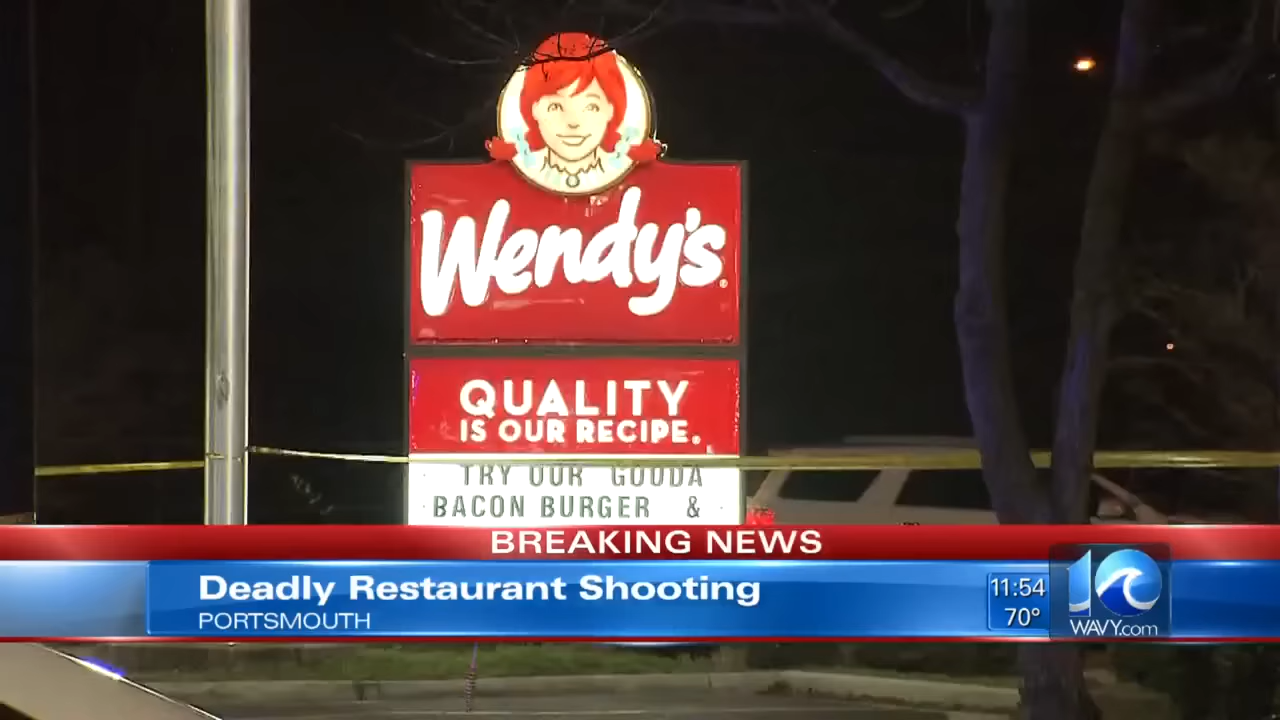 Wendy's
QUALITY
IS OUR RECIPE.
TRY OUR GOUDA
BACON BURGER &
BREAKING NEWS
Deadly Restaurant Shooting
PORTSMOUTH
11:54
70°
10
WAVY.com